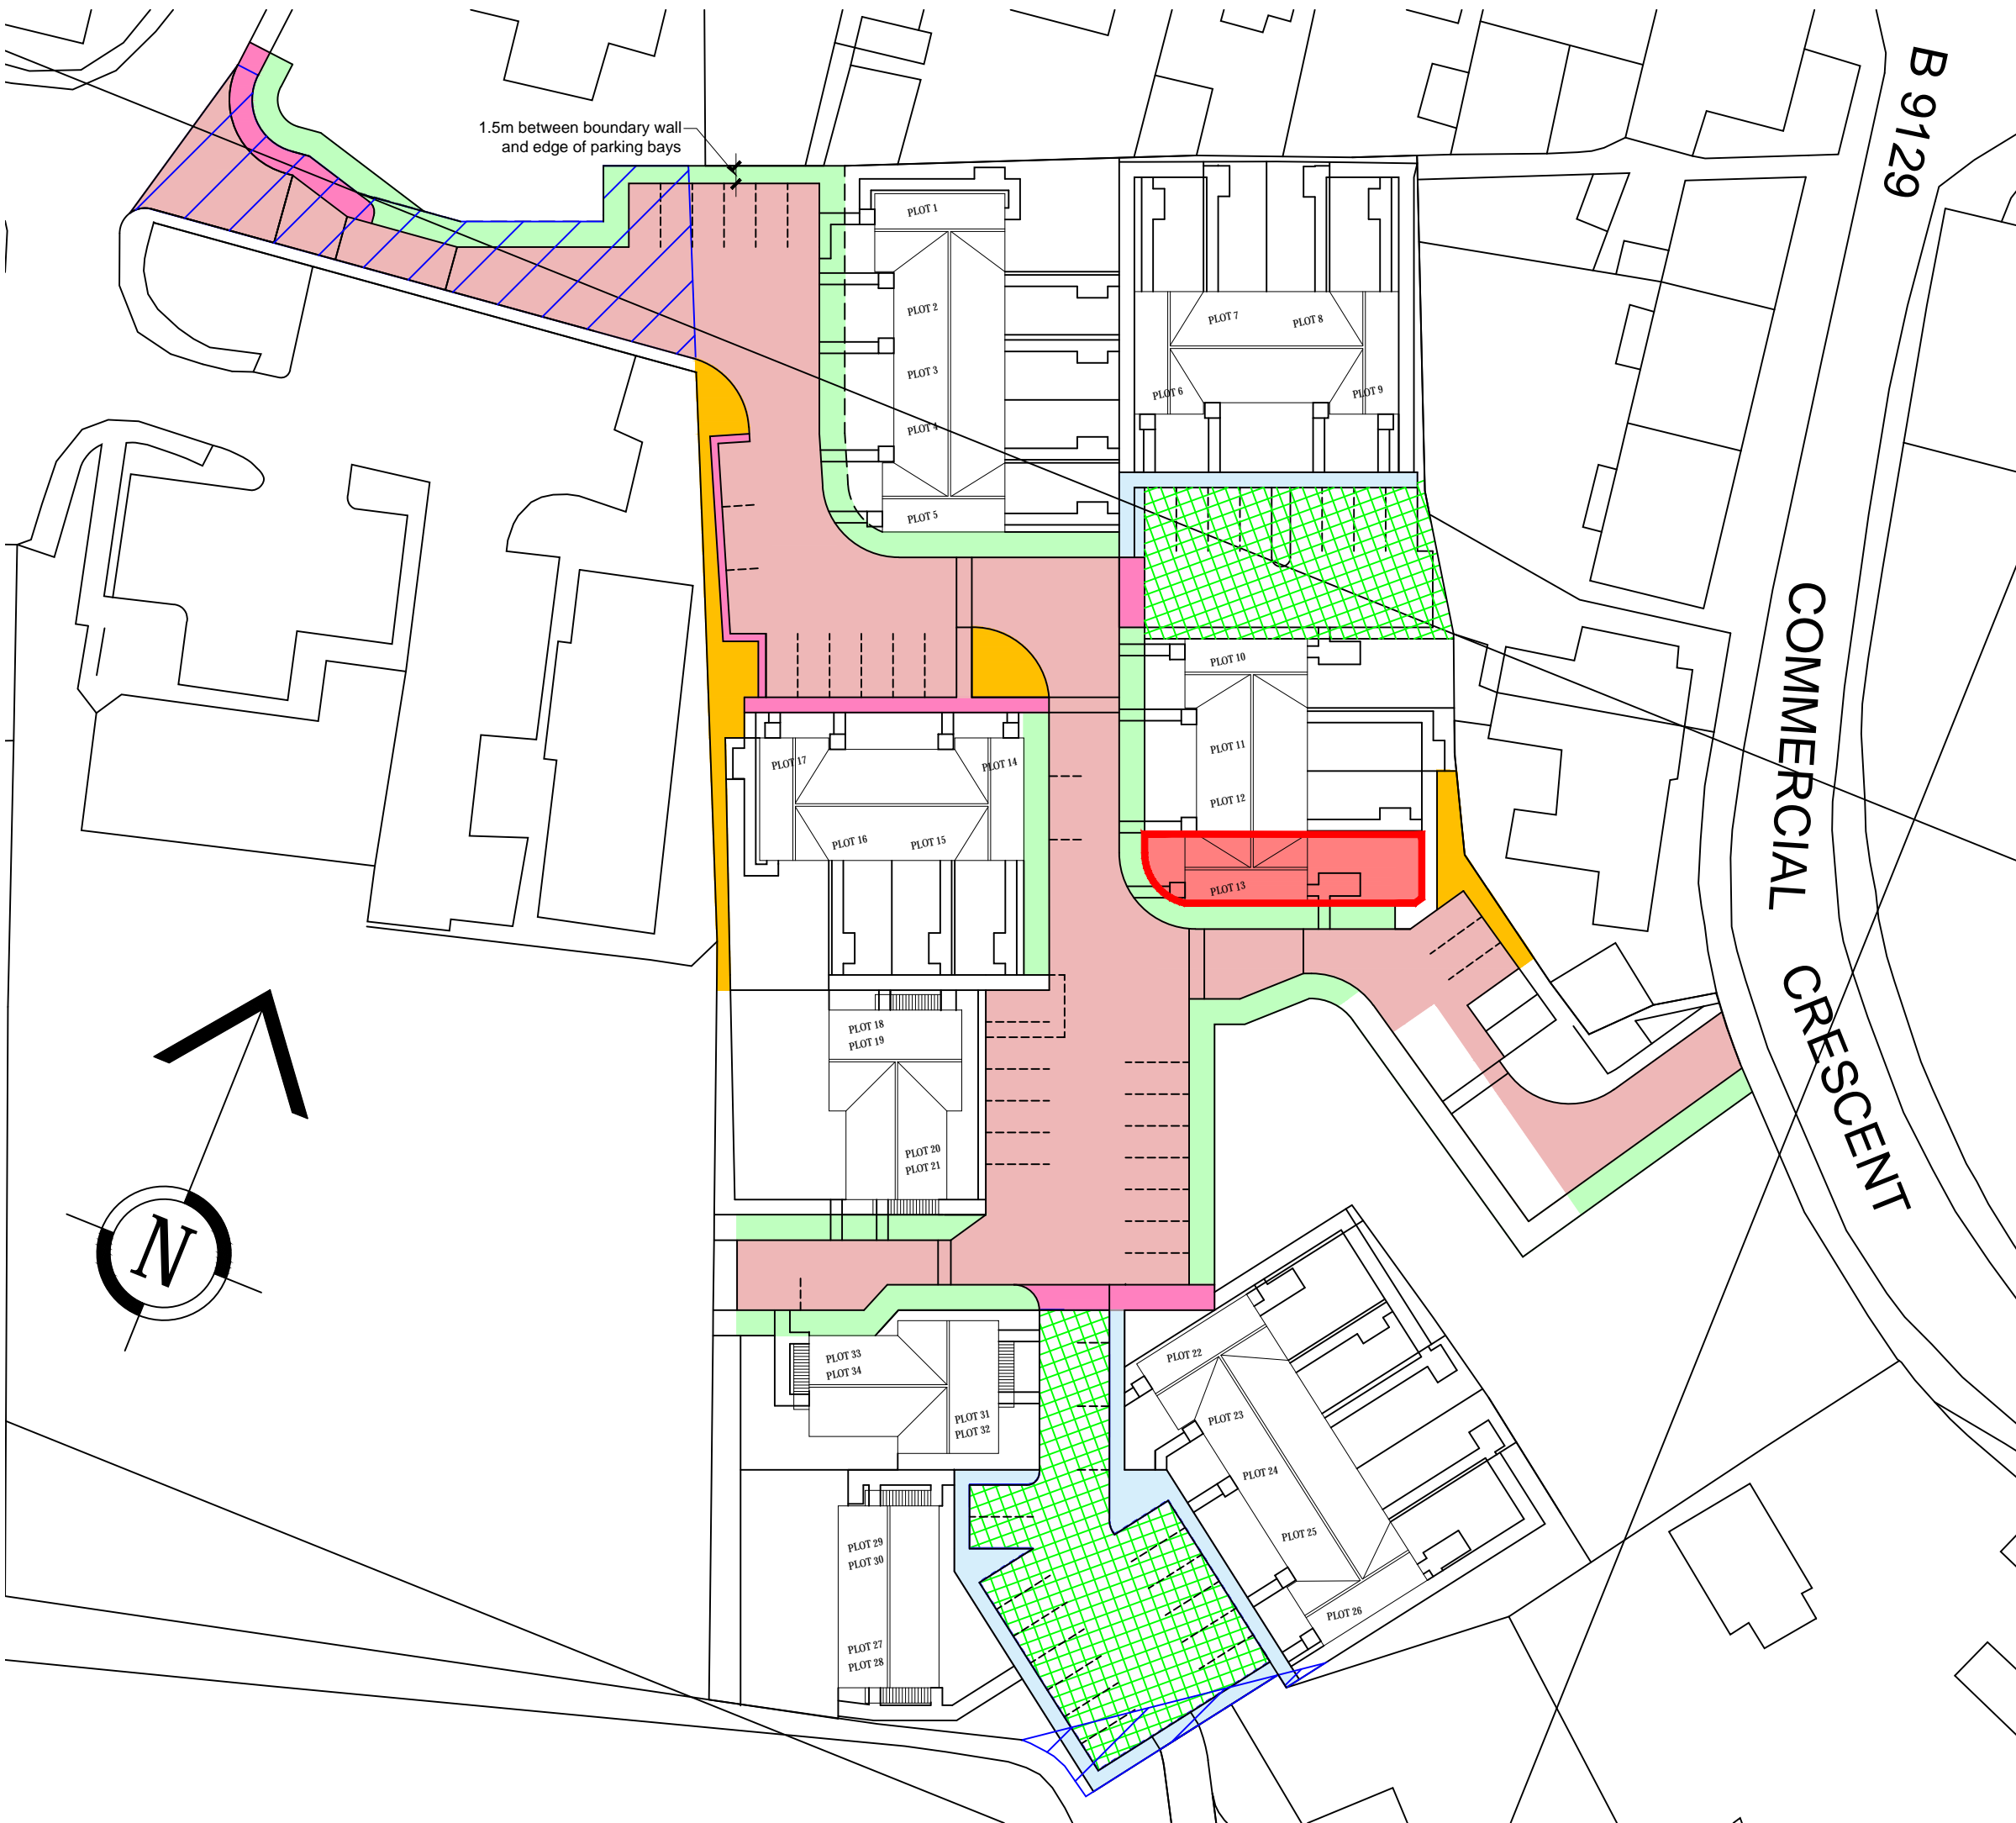 B 9129
1.5m between boundary wall
and edge of parking bays
PLOT 1
PLOT 2
PLOT 3
PLOT 4
PLOT 5
PLOT 7
PLOT 8
PLOT 6
PLOT 9
COMMERCIAL CRESCENT
PLOT 10
PLOT 11
PLOT 12
PLOT 13
PLOT 17
PLOT 14
PLOT 16
PLOT 15
PLOT 18
PLOT 19
PLOT 20
PLOT 21
N
PLOT 22
PLOT 23
PLOT 24
PLOT 25
PLOT 26
PLOT 33
PLOT 34
PLOT 31
PLOT 32
PLOT 29
PLOT 30
PLOT 27
PLOT 28